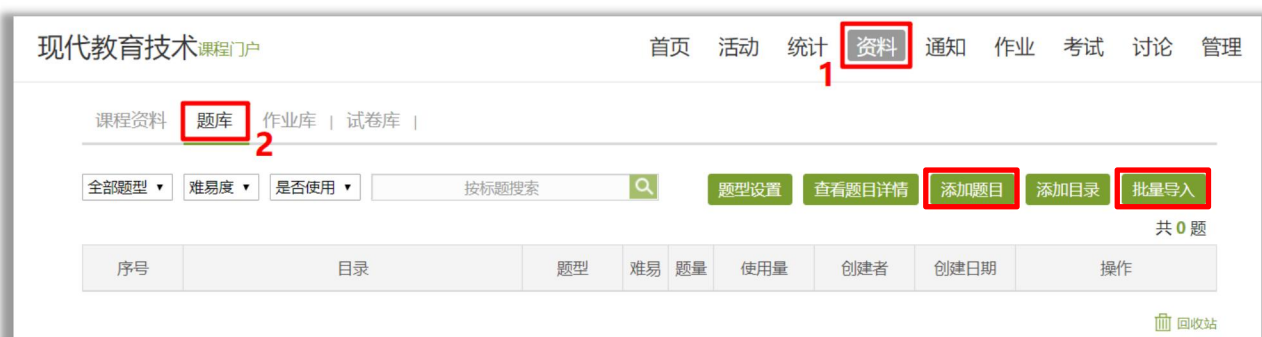 现代教育技术课程门户 首页 活动 统计 资料 通知 作业 考试 讨论 管理
1
课程资料 题库 作业库 | 试卷库 |
2
全部题型 难易度 是否使用 按标题搜索 题型设置 查看题目详情 添加题目 添加目录 批量导入
共 0 题
序号 目录 题型 难易 题量 使用量 创建者 创建日期 操作
回收站